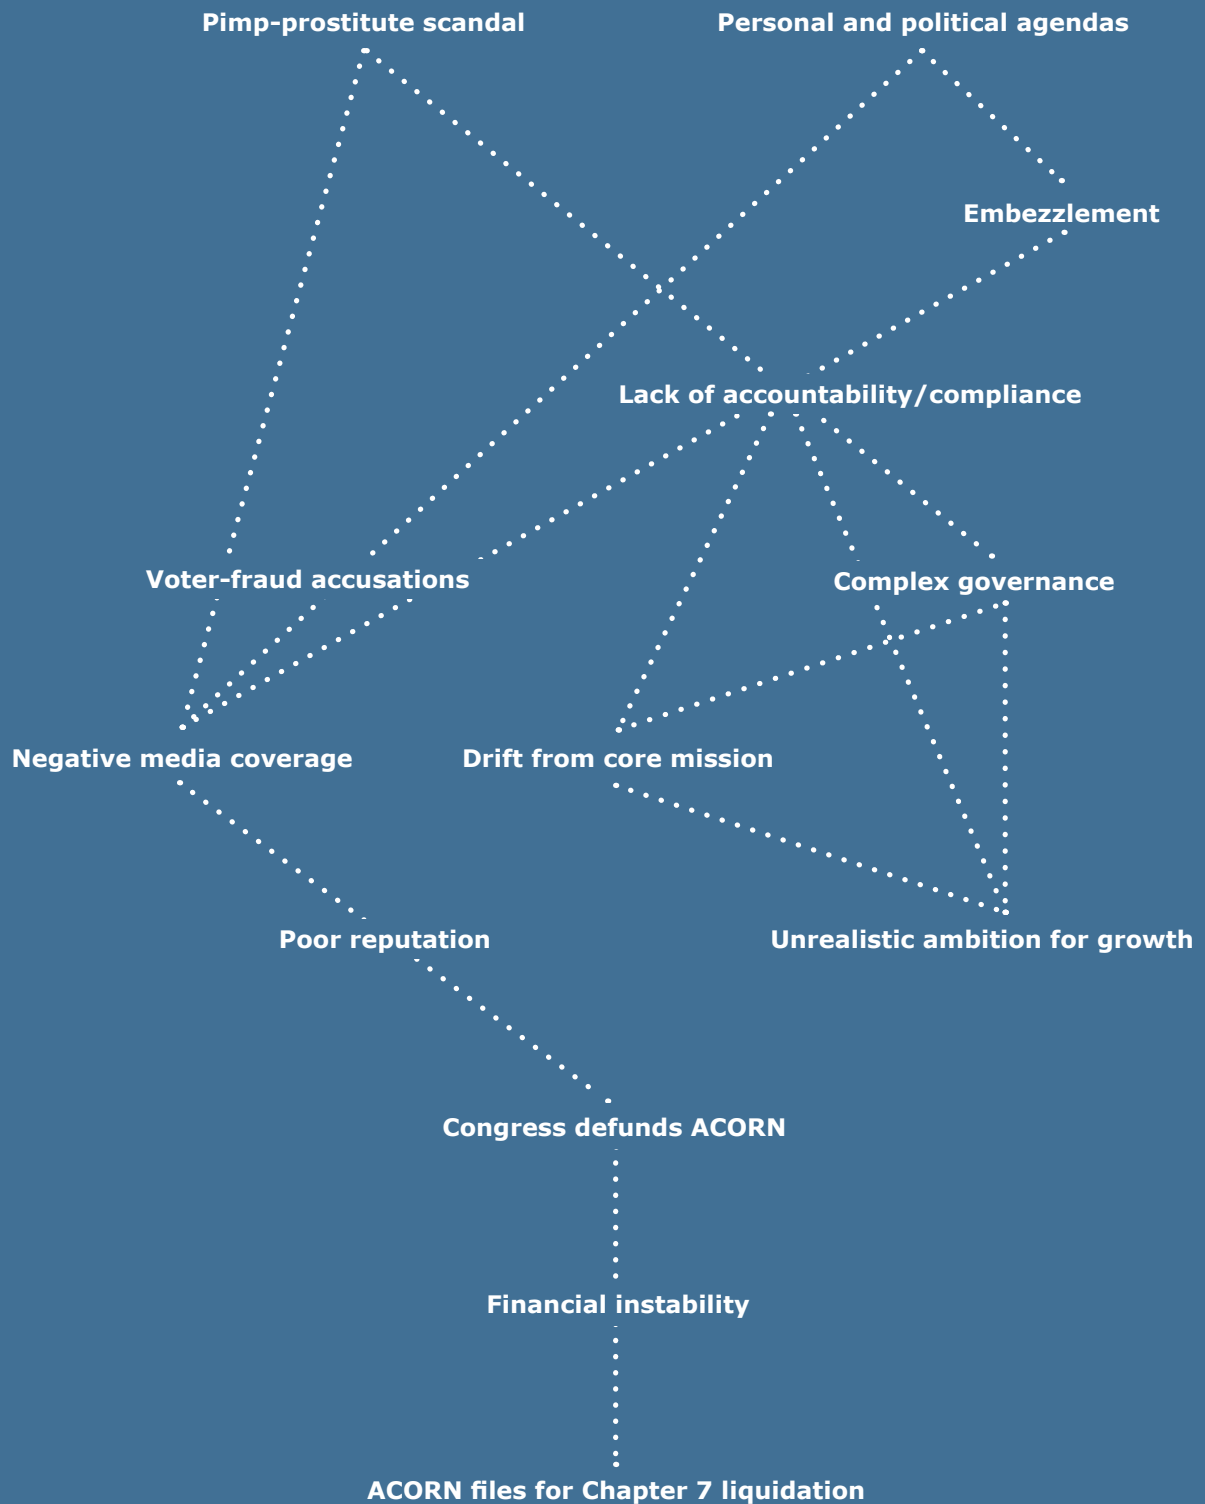 Pimp-prostitute scandal
Personal and political agendas
Embezzlement
Lack of accountability/compliance
Voter-fraud accusations
Complex governance
Negative media coverage
Drift from core mission
Poor reputation
Unrealistic ambition for growth
Congress defunds ACORN
Financial instability
ACORN files for Chapter 7 liquidation